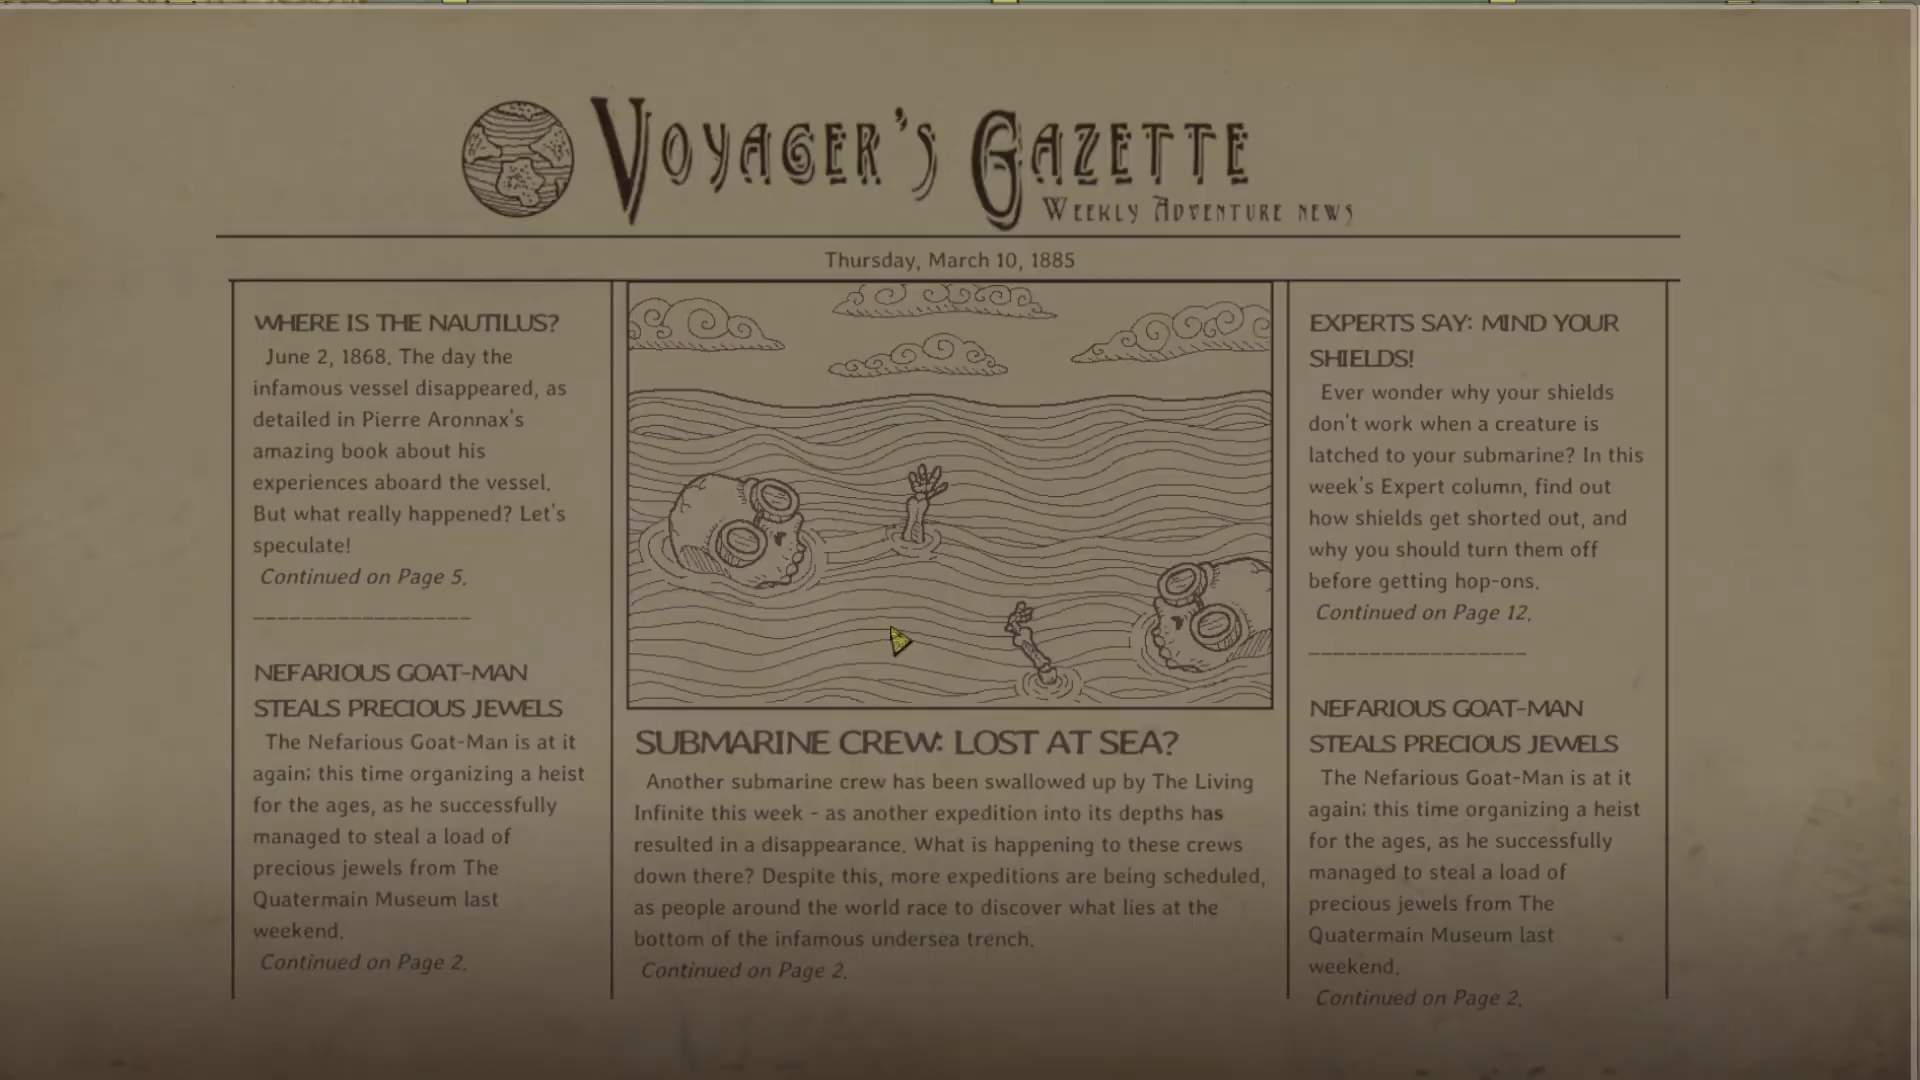 VOYAGER'S GAZETTE
WEEKLY ADVENTURE NEWS
Thursday, March 10, 1885
WHERE IS THE NAUTILUS?
June 2, 1868. The day the
infamous vessel disappeared, as
detailed in Pierre Aronnax's
amazing book about his
experiences aboard the vessel.
But what really happened? Let's
speculate!
Continued on Page 5.
------------------
NEFARIOUS GOAT-MAN
STEALS PRECIOUS JEWELS
The Nefarious Goat-Man is at it
again; this time organizing a heist
for the ages, as he successfully
managed to steal a load of
precious jewels from The
Quatermain Museum last
weekend.
Continued on Page 2.
SUBMARINE CREW: LOST AT SEA?
Another submarine crew has been swallowed up by The Living
Infinite this week - as another expedition into its depths has
resulted in a disappearance. What is happening to these crews
down there? Despite this, more expeditions are being scheduled,
as people around the world race to discover what lies at the
bottom of the infamous undersea trench.
Continued on Page 2.
EXPERTS SAY: MIND YOUR
SHIELDS!
Ever wonder why your shields
don't work when a creature is
latched to your submarine? In this
week's Expert column, find out
how shields get shorted out, and
why you should turn them off
before getting hop-ons.
Continued on Page 12.
------------------
NEFARIOUS GOAT-MAN
STEALS PRECIOUS JEWELS
The Nefarious Goat-Man is at it
again; this time organizing a heist
for the ages, as he successfully
managed to steal a load of
precious jewels from The
Quatermain Museum last
weekend.
Continued on Page 2.